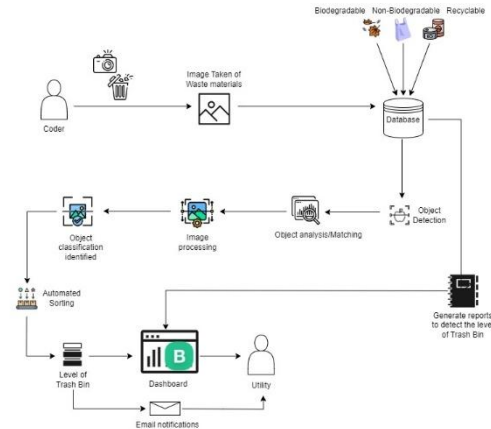 Biodegradable Non-Biodegradable Recyclable
Image Taken of
Waste materials
Coder
Database
Object
Detection
Object analysis/Matching
Image
processing
Object
classification
identified
Automated
Sorting
Generate reports
to detect the level
of Trash Bin
Level of
Trash Bin
B
Dashboard
Utility
Email notifications